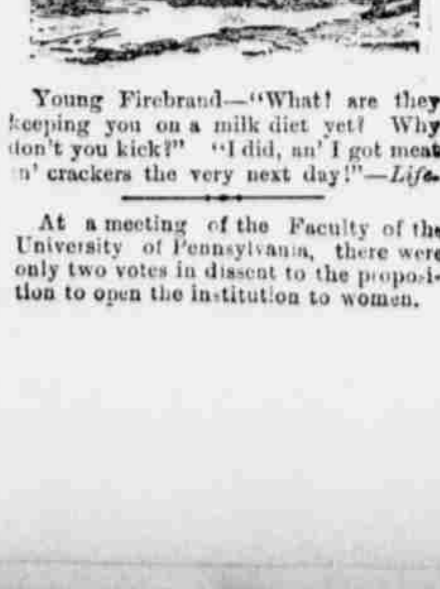 Young Firebrand—"What! are they
keeping you on a milk diet yet? Why
don't you kick?" "I did, an' I got meat
an' crackers the very next day!"—Life.
At a meeting of the Faculty of the
University of Pennsylvania, there were
only two votes in dissent to the proposi-
tion to open the institution to women.